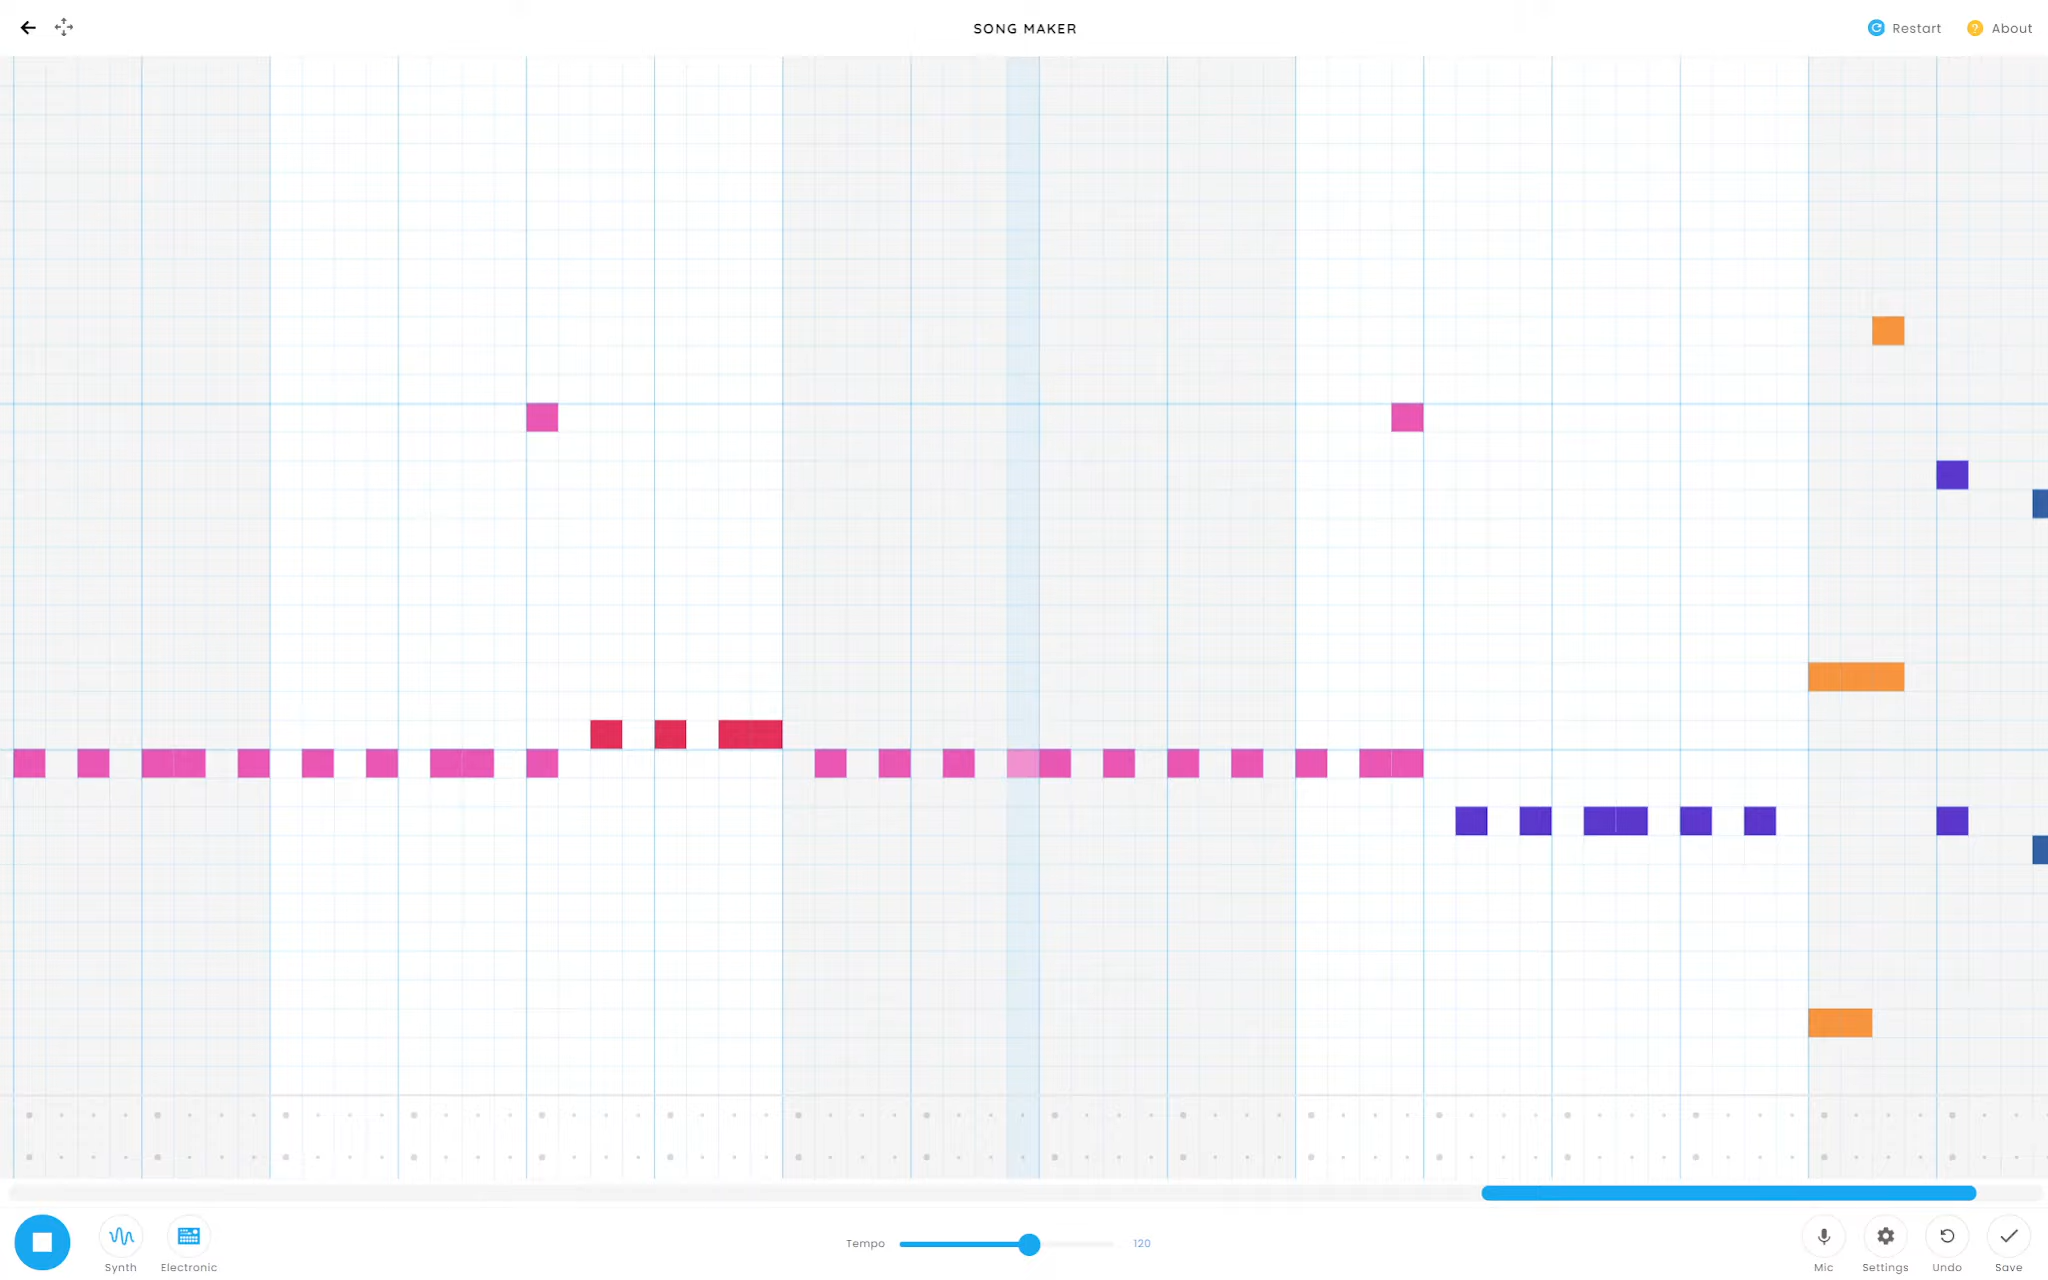 SONG MAKER
Restart
? About
Synth
Electronic
Tempo
120
Mic
Settings
Undo
Save